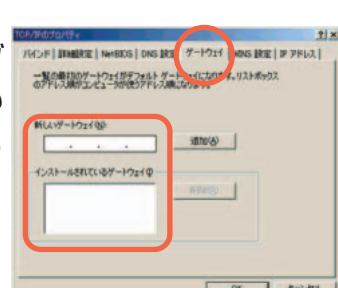 TCP/IPのプロパティ
バインド 詳細設定 NetBIOS DNS 設定 ゲートウェイ WINS 設定 IP アドレス
一覧の最初のゲートウェイがデフォルト ゲートウェイになります。リストボックス
のアドレス順がコンピュータが使うアドレス順になります。
新しいゲートウェイ(N):
. . .
追加(A)
インストールされているゲートウェイ(I):
削除(R)
OK キャンセル